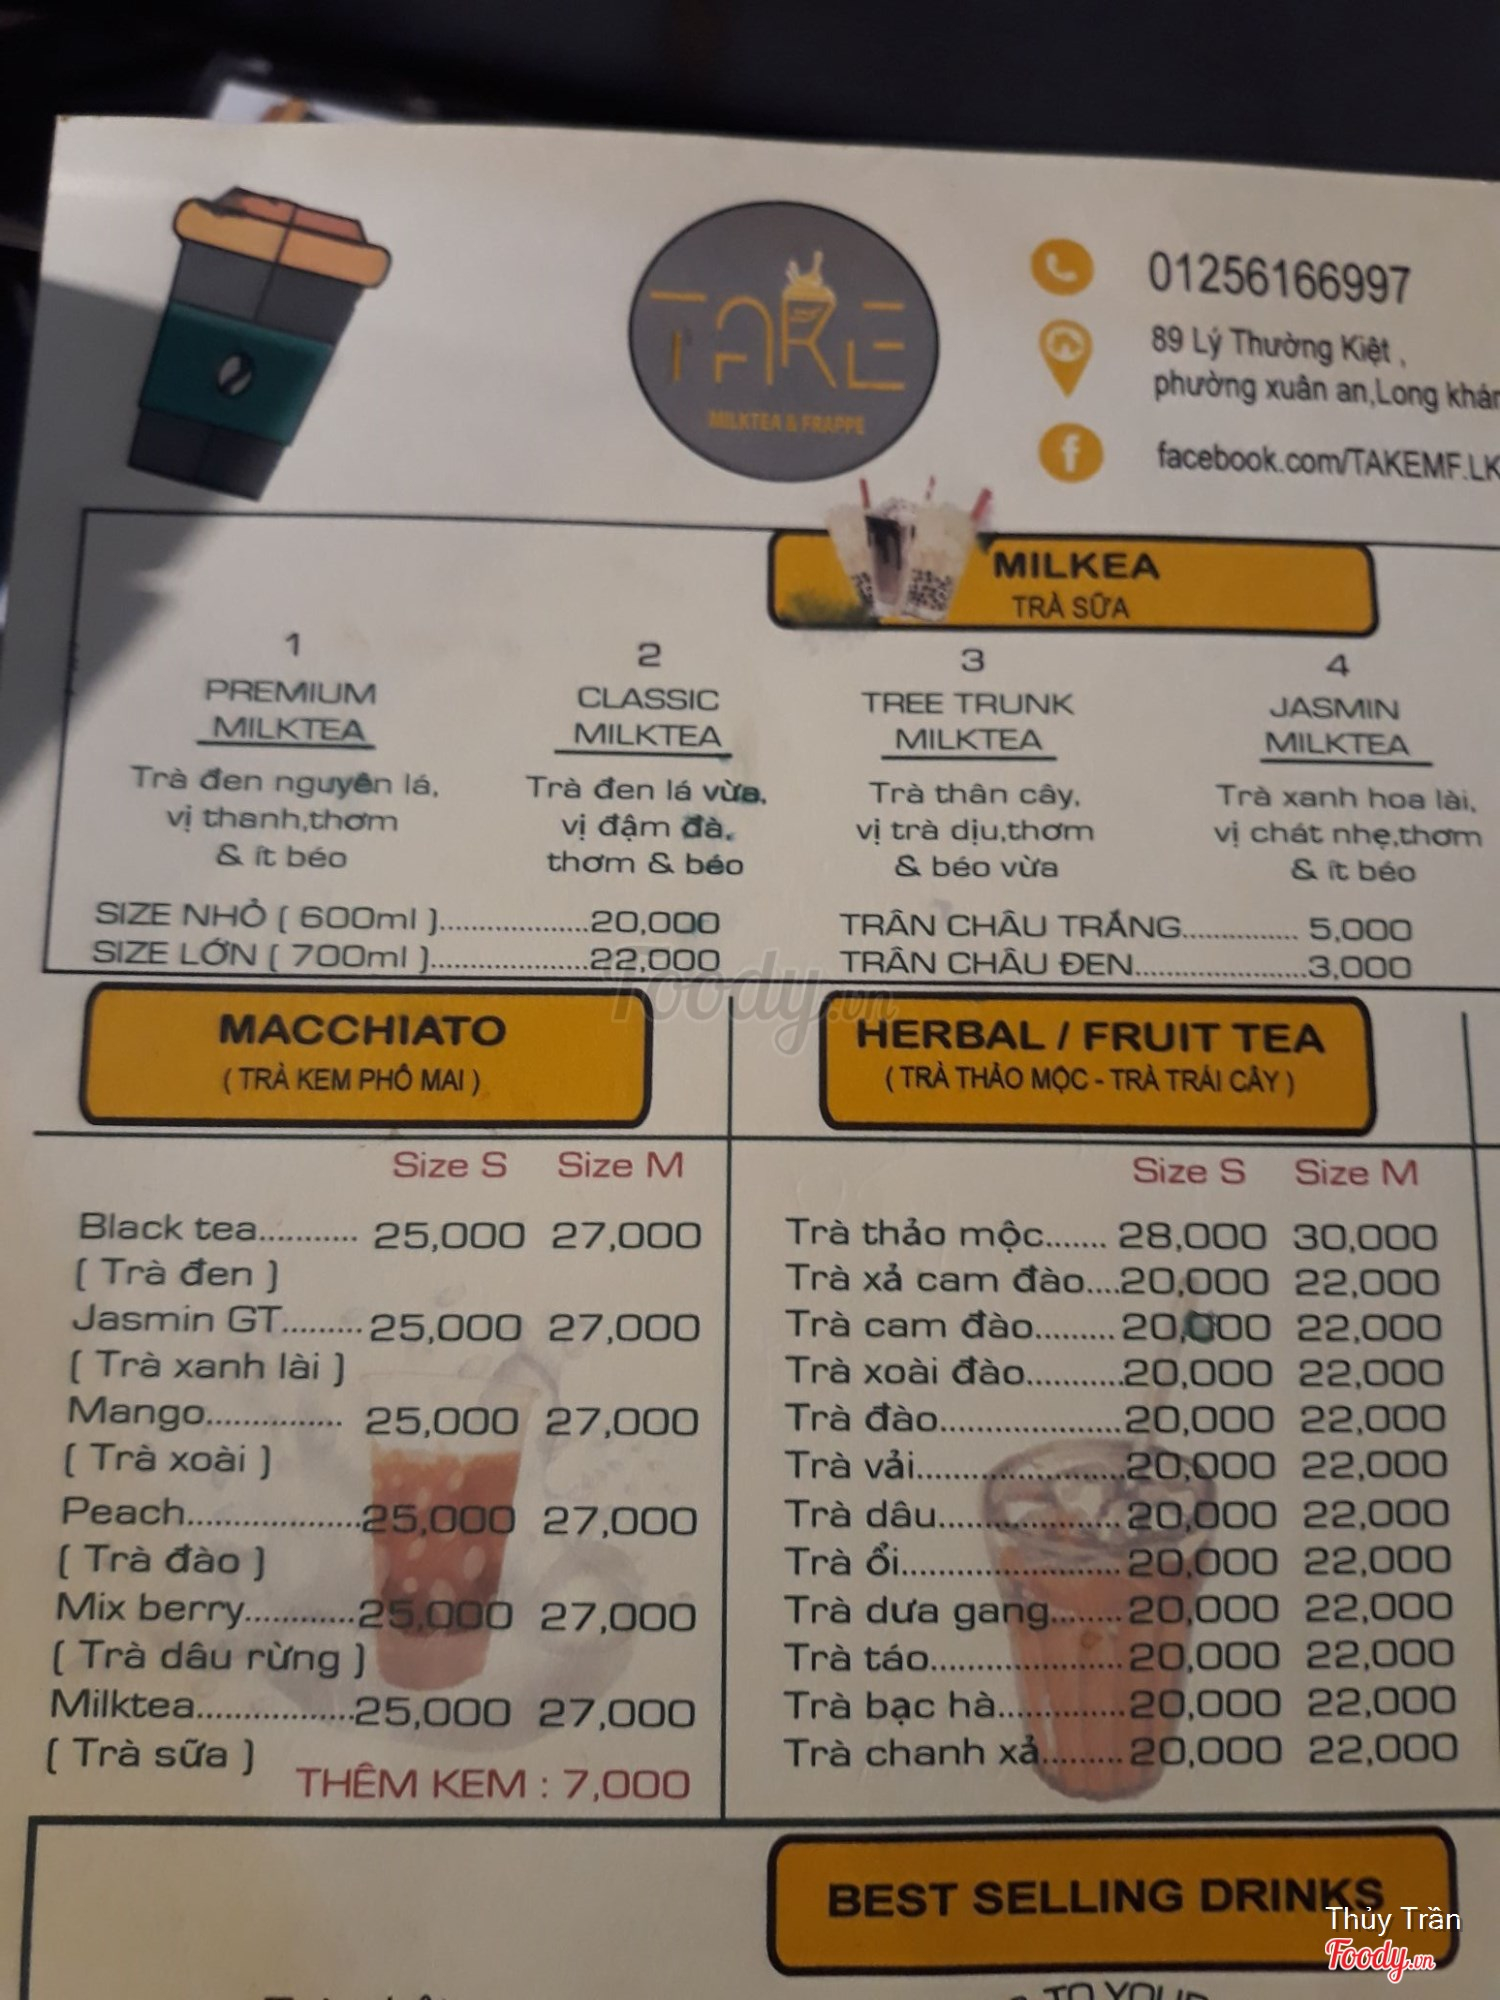 TAKE
MILKTEA & FRAPPE
01256166997
89 Lý Thường Kiệt ,
phường xuân an,Long khán
facebook.com/TAKEMF.LK
MILKEA
TRÀ SỮA
1
PREMIUM
MILKTEA
Trà đen nguyên lá,
vị thanh,thơm
& ít béo
2
CLASSIC
MILKTEA
Trà đen lá vừa,
vị đậm đà,
thơm & béo
3
TREE TRUNK
MILKTEA
Trà thân cây,
vị trà dịu,thơm
& béo vừa
4
JASMIN
MILKTEA
Trà xanh hoa lài,
vị chát nhẹ,thơm
& ít béo
SIZE NHỎ ( 600ml )....................20,000
SIZE LỚN ( 700ml ).....................22,000
TRÂN CHÂU TRẮNG............... 5,000
TRÂN CHÂU ĐEN......................3,000
Foody.vn
MACCHIATO
( TRÀ KEM PHÔ MAI )
Size S Size M
Black tea........... 25,000 27,000
( Trà đen )
Jasmin GT.........25,000 27,000
( Trà xanh lài )
Mango............... 25,000 27,000
( Trà xoài )
Peach...................25,000 27,000
( Trà đào )
Mix berry............25,000 27,000
( Trà dâu rừng )
Milktea.................25,000 27,000
( Trà sữa )
THÊM KEM : 7,000
HERBAL / FRUIT TEA
( TRÀ THẢO MỘC - TRÀ TRÁI CÂY )
Size S Size M
Trà thảo mộc....... 28,000 30,000
Trà xả cam đào....20,000 22,000
Trà cam đào.........20,000 22,000
Trà xoài đào...........20,000 22,000
Trà đào....................20,000 22,000
Trà vải.......................20,000 22,000
Trà dâu....................20,000 22,000
Trà ổi........................20,000 22,000
Trà dưa gang........20,000 22,000
Trà táo.....................20,000 22,000
Trà bạc hà..............20,000 22,000
Trà chanh xả.........20,000 22,000
BEST SELLING DRINKS
TO YOUR
Thủy Trần
Foody.vn